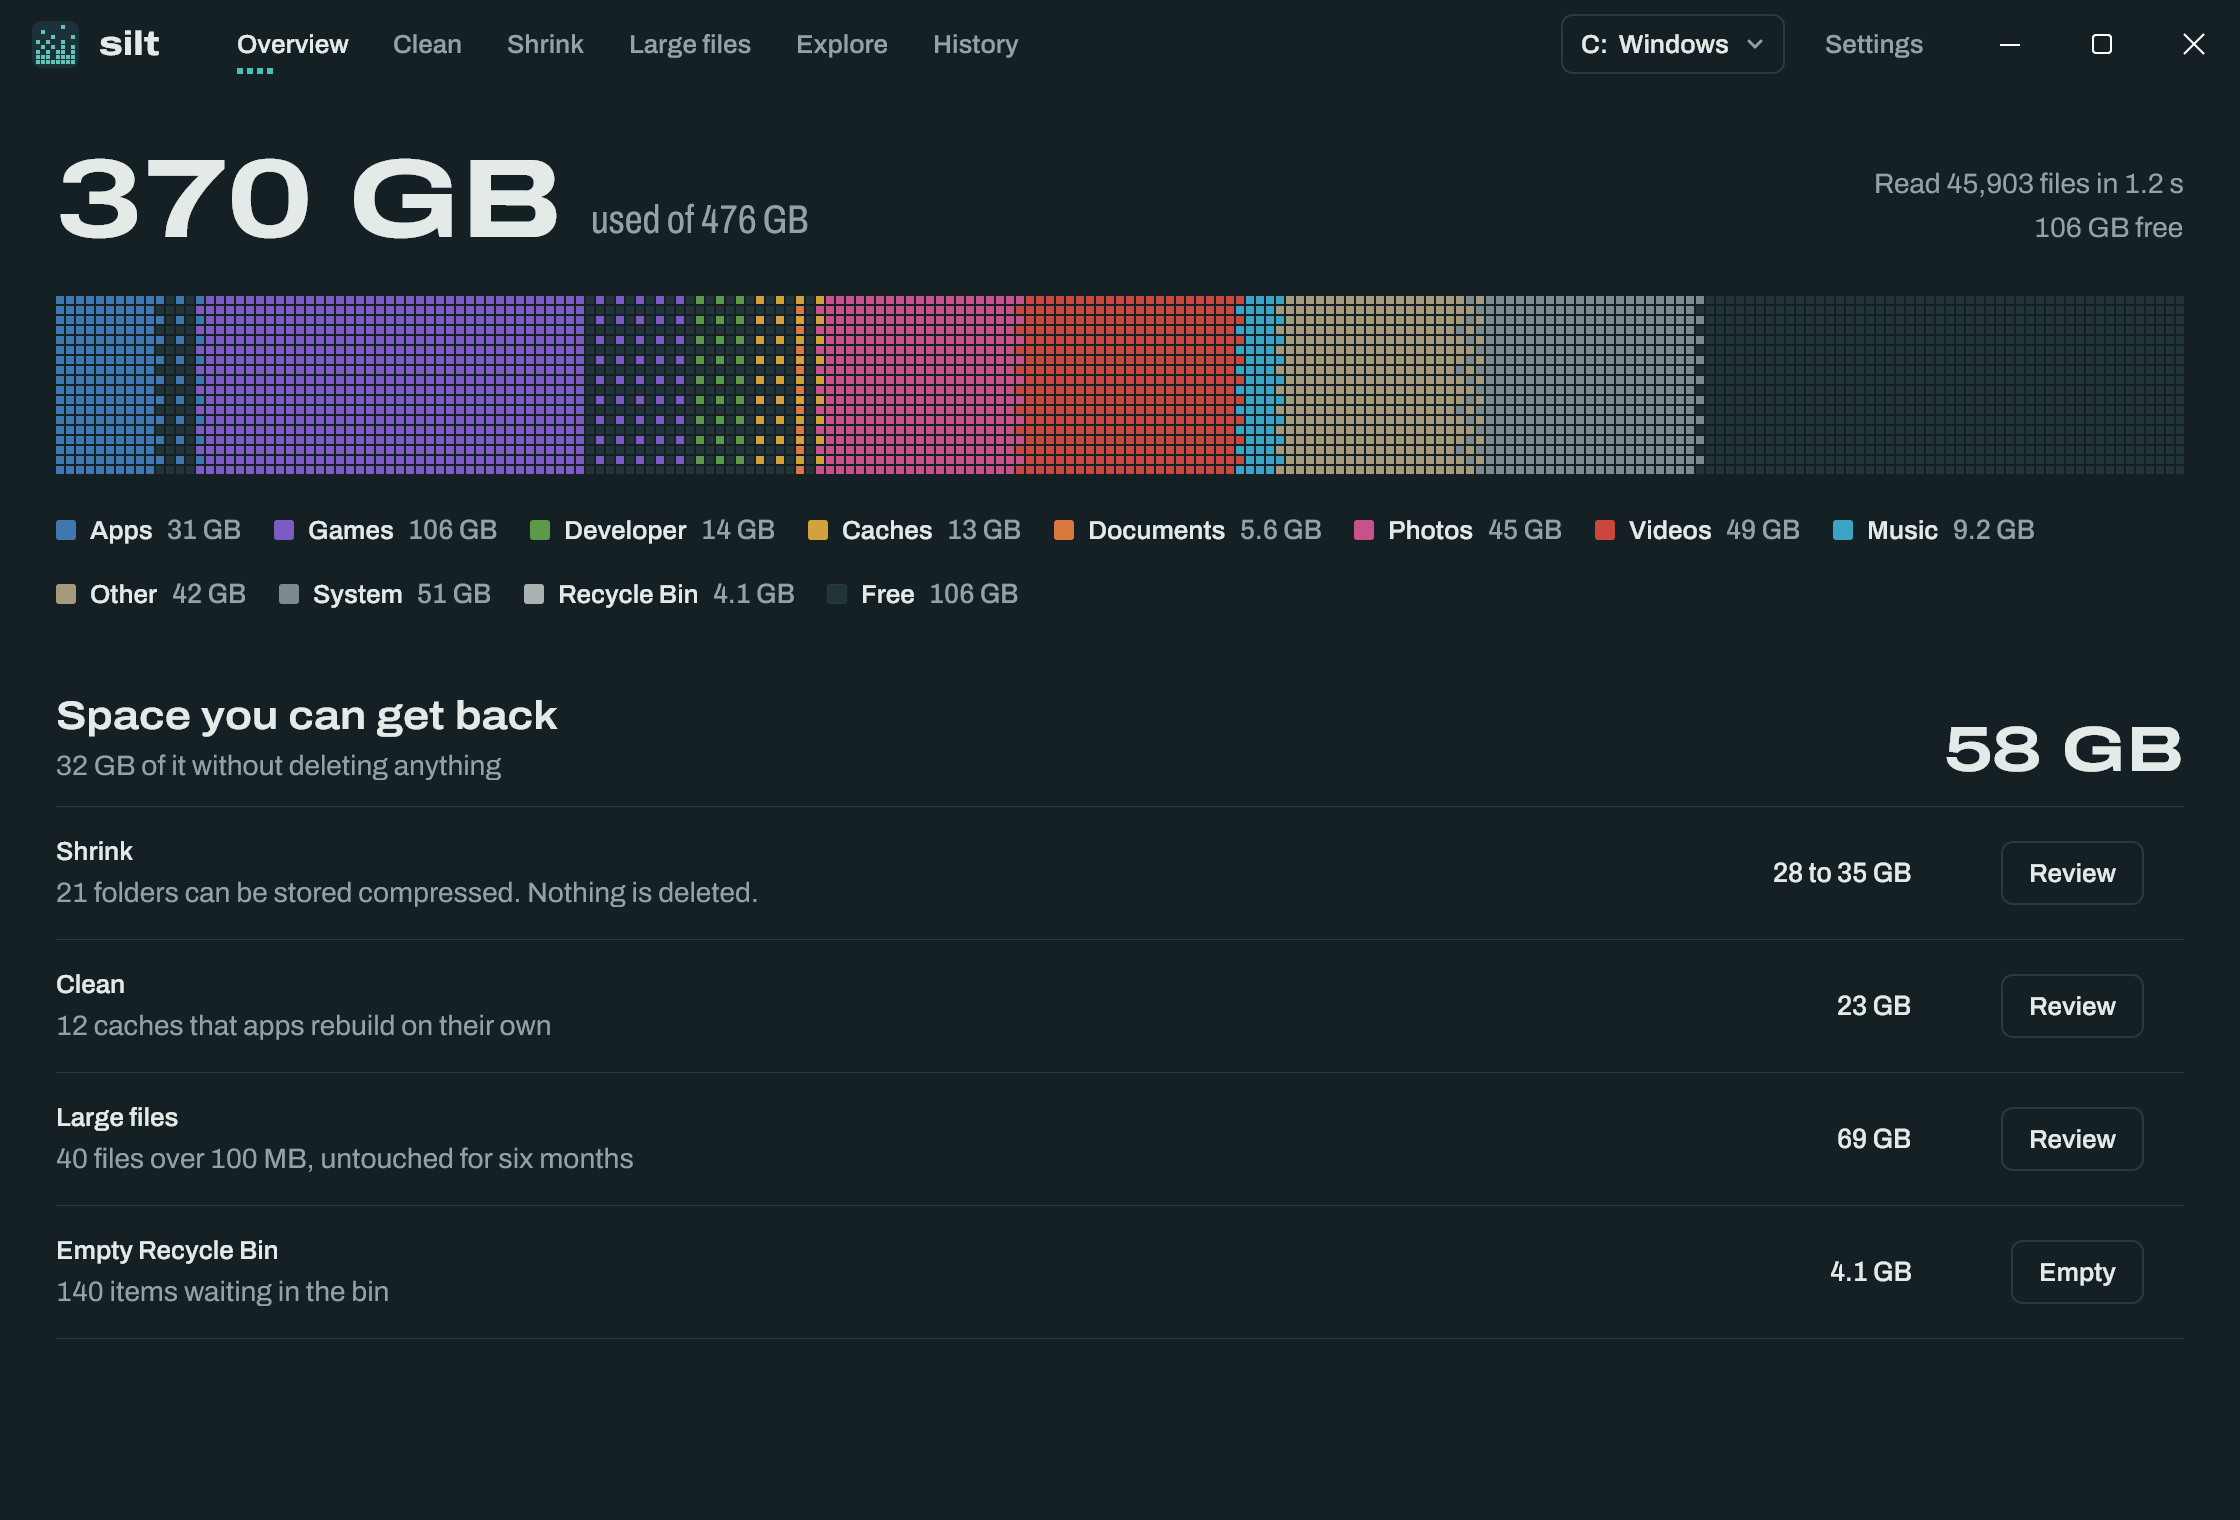 silt Overview Clean Shrink Large files Explore History C: Windows Settings
370 GB used of 476 GB
Read 45,903 files in 1.2 s
106 GB free
Apps 31 GB Games 106 GB Developer 14 GB Caches 13 GB Documents 5.6 GB Photos 45 GB Videos 49 GB Music 9.2 GB
Other 42 GB System 51 GB Recycle Bin 4.1 GB Free 106 GB
Space you can get back
32 GB of it without deleting anything
58 GB
Shrink
21 folders can be stored compressed. Nothing is deleted.
28 to 35 GB Review
Clean
12 caches that apps rebuild on their own
23 GB Review
Large files
40 files over 100 MB, untouched for six months
69 GB Review
Empty Recycle Bin
140 items waiting in the bin
4.1 GB Empty